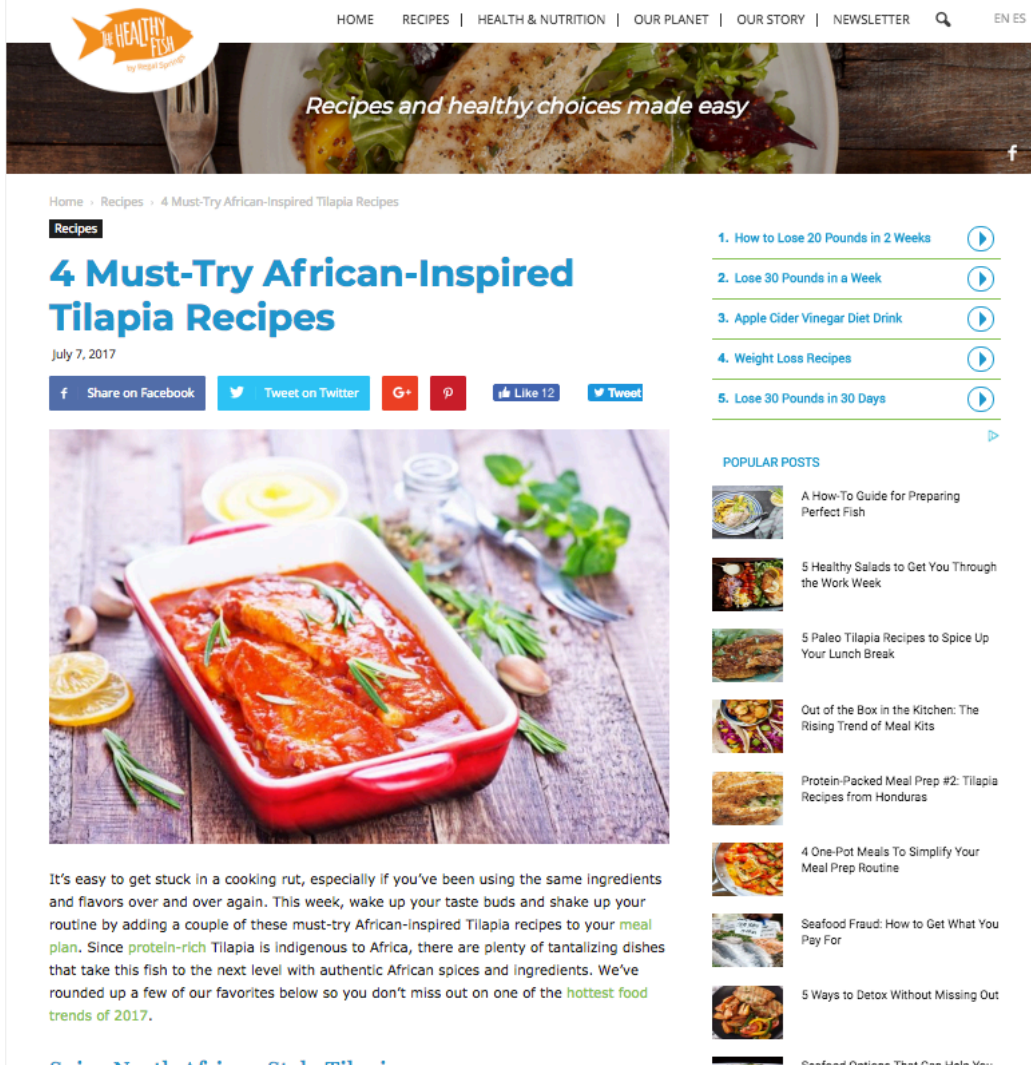 THE HEALTHY FISH
by Regal Springs
HOME RECIPES | HEALTH & NUTRITION | OUR PLANET | OUR STORY | NEWSLETTER EN ES
Recipes and healthy choices made easy
f
Home › Recipes › 4 Must-Try African-Inspired Tilapia Recipes
Recipes
4 Must-Try African-Inspired
Tilapia Recipes
July 7, 2017
f Share on Facebook Tweet on Twitter G+ Like 12 Tweet
It's easy to get stuck in a cooking rut, especially if you've been using the same ingredients
and flavors over and over again. This week, wake up your taste buds and shake up your
routine by adding a couple of these must-try African-inspired Tilapia recipes to your meal
plan. Since protein-rich Tilapia is indigenous to Africa, there are plenty of tantalizing dishes
that take this fish to the next level with authentic African spices and ingredients. We've
rounded up a few of our favorites below so you don't miss out on one of the hottest food
trends of 2017.
1. How to Lose 20 Pounds in 2 Weeks
2. Lose 30 Pounds in a Week
3. Apple Cider Vinegar Diet Drink
4. Weight Loss Recipes
5. Lose 30 Pounds in 30 Days
POPULAR POSTS
A How-To Guide for Preparing
Perfect Fish
5 Healthy Salads to Get You Through
the Work Week
5 Paleo Tilapia Recipes to Spice Up
Your Lunch Break
Out of the Box in the Kitchen: The
Rising Trend of Meal Kits
Protein-Packed Meal Prep #2: Tilapia
Recipes from Honduras
4 One-Pot Meals To Simplify Your
Meal Prep Routine
Seafood Fraud: How to Get What You
Pay For
5 Ways to Detox Without Missing Out